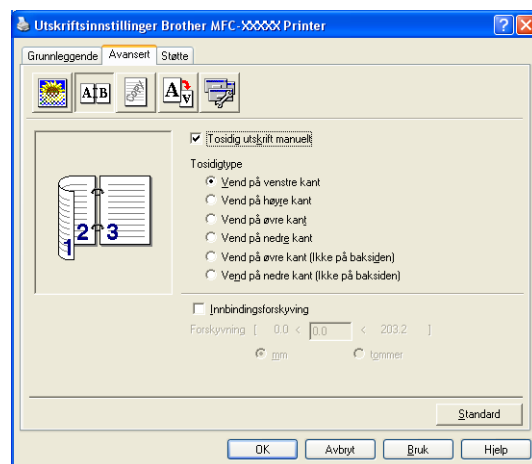 Utskriftsinnstillinger Brother MFC-XXXXX Printer
Grunnleggende Avansert Støtte
A B
A A
1 2 3
Tosidig utskrift manuelt
Tosidigtype
Vend på venstre kant
Vend på høyre kant
Vend på øvre kant
Vend på nedre kant
Vend på øvre kant (Ikke på baksiden)
Vend på nedre kant (Ikke på baksiden)
Innbindingsforskyving
Forskyvning [ 0.0 < 0.0 < 203.2 ]
mm tommer
Standard
OK Avbryt Bruk Hjelp